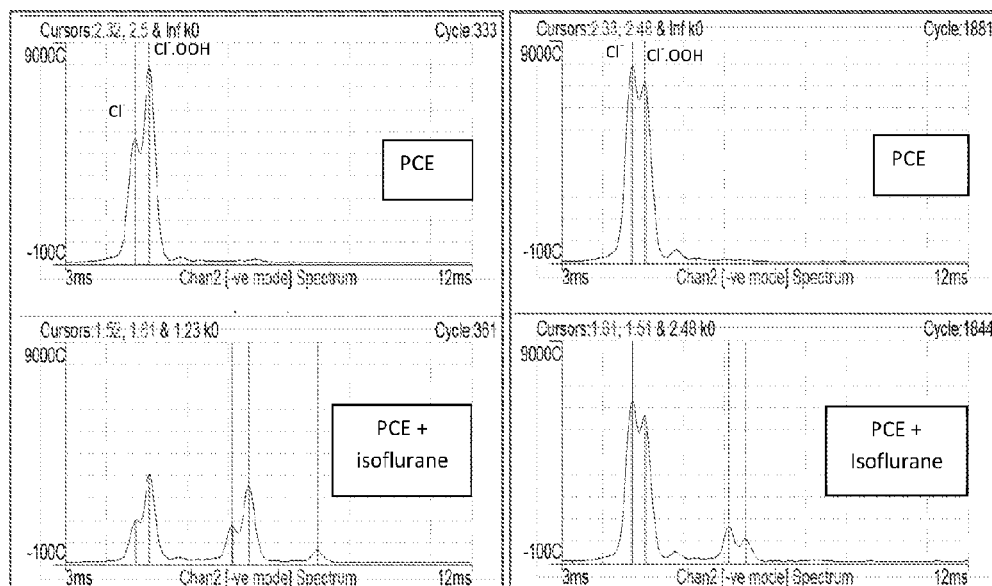 Cursors:2.32, 2.5 & Inf k0 Cycle:333
9000C
Cl⁻.OOH
Cl⁻
PCE
-100C
3ms Chan2 [-ve mode] Spectrum 12ms
Cursors:2.33, 2.48 & Inf k0 Cycle:1881
9000C
Cl⁻ Cl⁻.OOH
PCE
-100C
3ms Chan2 [-ve mode] Spectrum 12ms
Cursors:1.52, 1.61 & 1.23 k0 Cycle:361
9000C
PCE +
isoflurane
-100C
3ms Chan2 [-ve mode] Spectrum 12ms
Cursors:1.61, 1.51 & 2.48 k0 Cycle:1844
9000C
PCE +
Isoflurane
-100C
3ms Chan2 [-ve mode] Spectrum 12ms